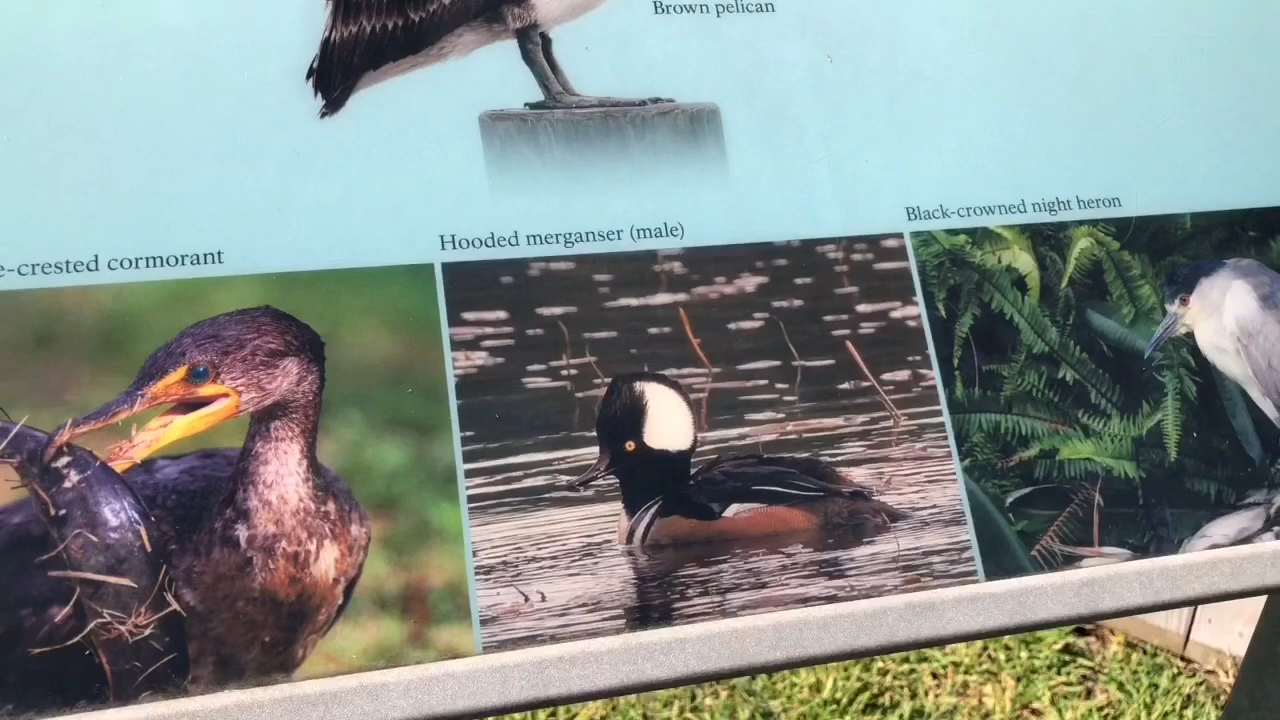 Brown pelican
Black-crowned night heron
Hooded merganser (male)
e-crested cormorant